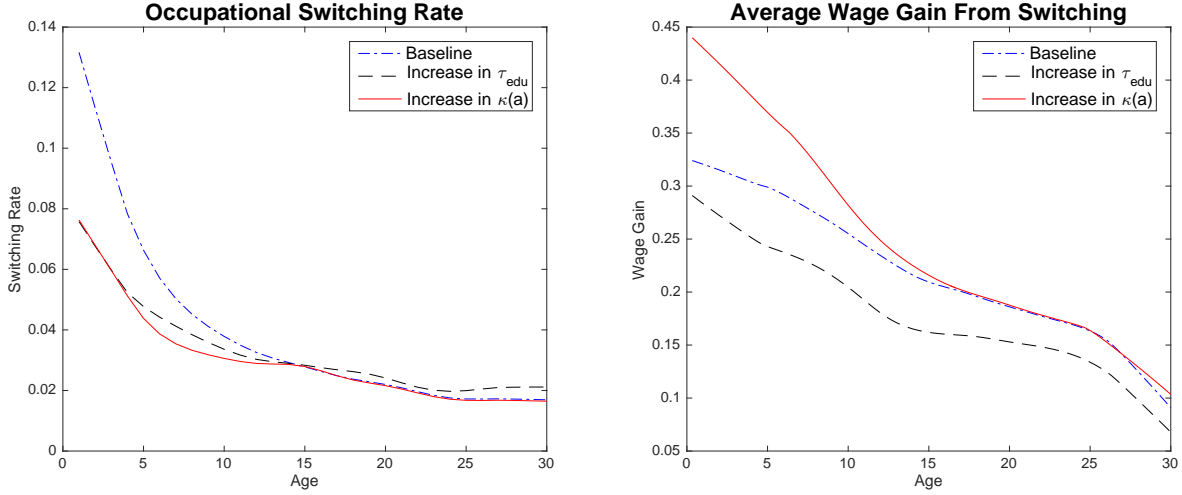 Occupational Switching Rate
0.14
0.12
0.1
0.08
0.06
0.04
0.02
0
Switching Rate
0
5
10
15
20
25
30
Age
Baseline
Increase in τ_edu
Increase in κ(a)
Average Wage Gain From Switching
0.45
0.4
0.35
0.3
0.25
0.2
0.15
0.1
0.05
Wage Gain
0
5
10
15
20
25
30
Age
Baseline
Increase in τ_edu
Increase in κ(a)